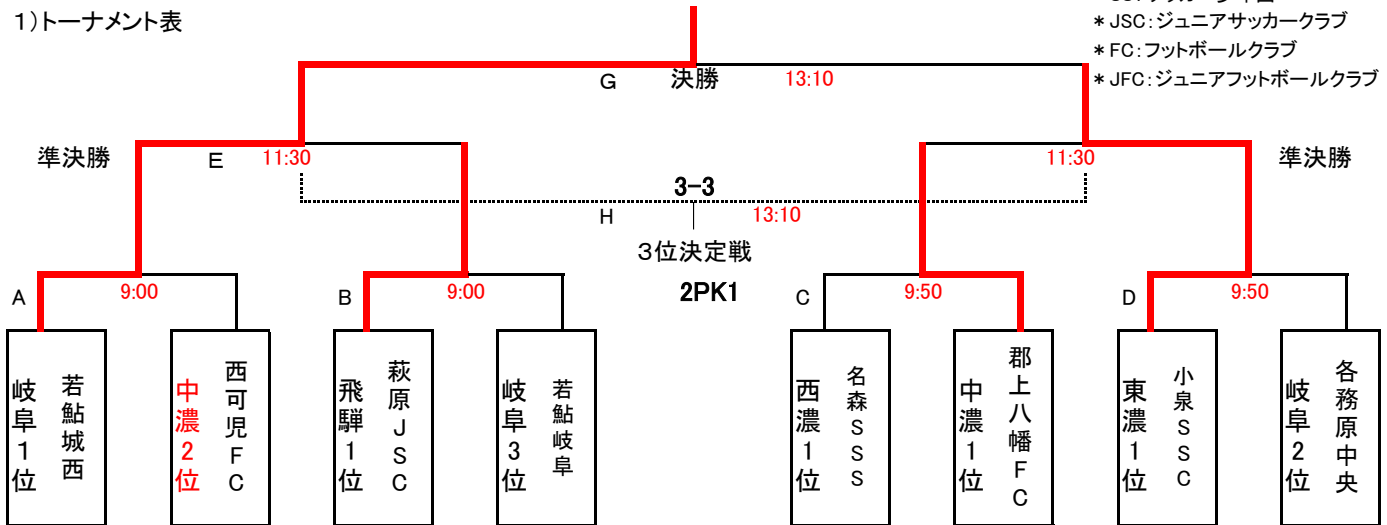 1)トーナメント表
*JSC:ジュニアサッカークラブ
*FC:フットボールクラブ
*JFC:ジュニアフットボールクラブ
G 決勝 13:10
準決勝 E 11:30 11:30 準決勝
3-3
H 13:10
3位決定戦
2PK1
A 9:00 B 9:00 C 9:50 D 9:50
岐阜1位 若鮎城西
中濃2位 西可児FC
飛騨1位 萩原JSC
岐阜3位 若鮎岐阜
西濃1位 名森SSS
中濃1位 郡上八幡FC
東濃1位 小泉SSC
岐阜2位 各務原中央